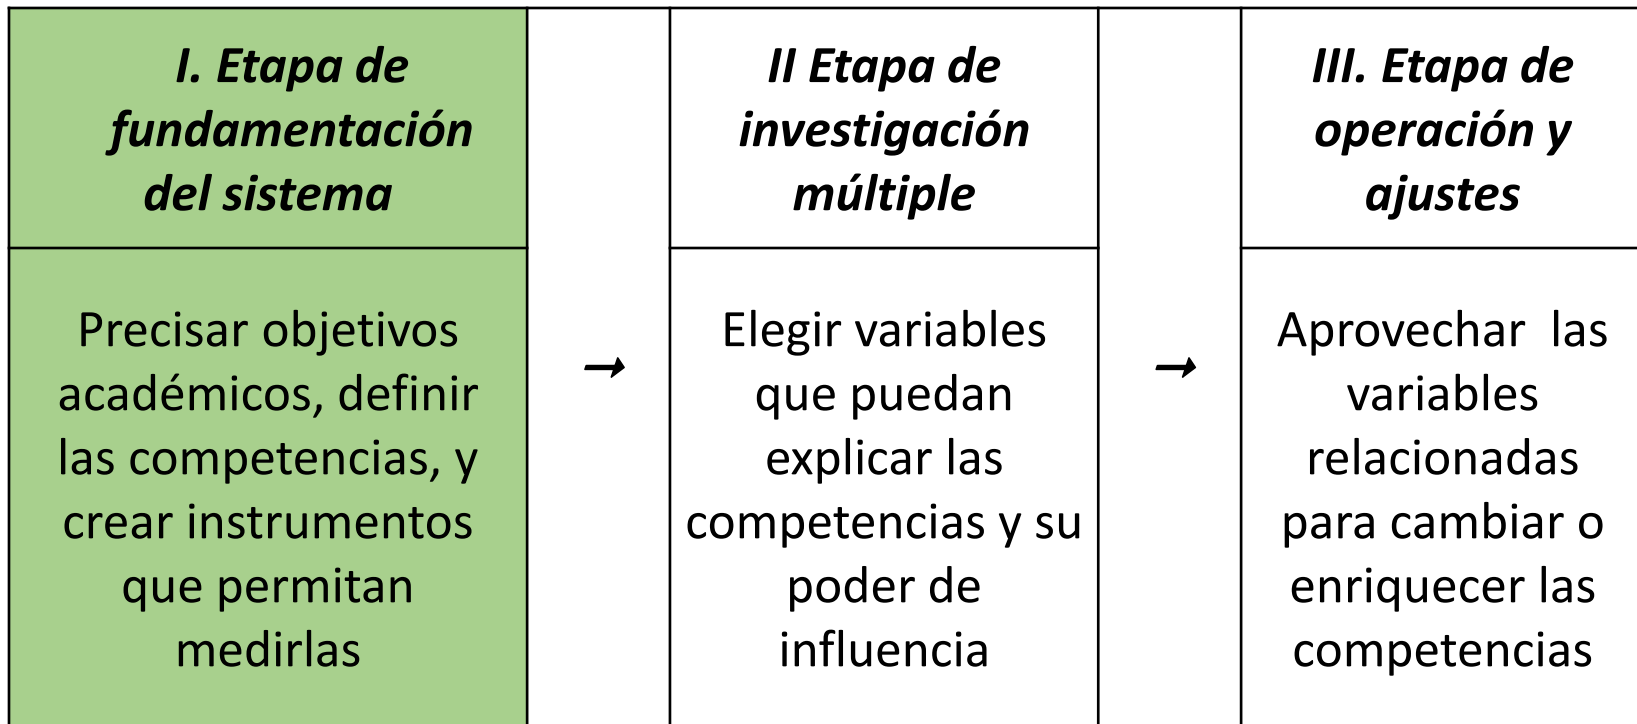 I. Etapa de
fundamentación
del sistema
Precisar objetivos
académicos, definir
las competencias, y
crear instrumentos
que permitan
medirlas
→
II Etapa de
investigación
múltiple
Elegir variables
que puedan
explicar las
competencias y su
poder de
influencia
→
III. Etapa de
operación y
ajustes
Aprovechar las
variables
relacionadas
para cambiar o
enriquecer las
competencias